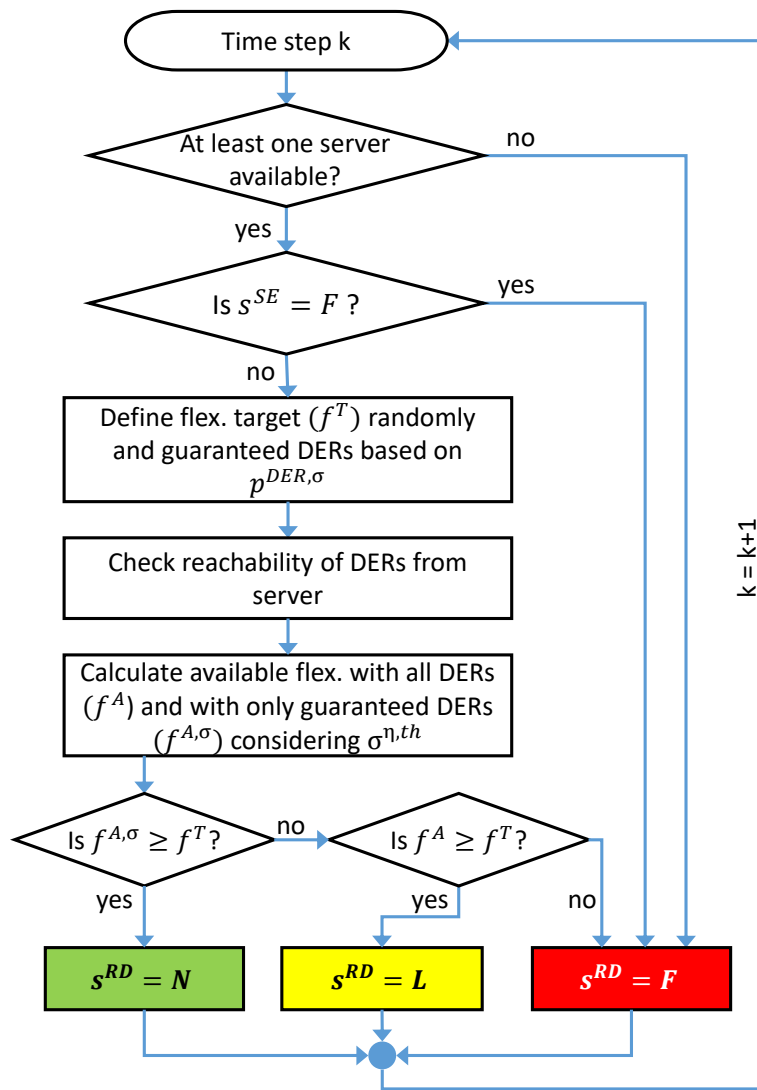 Time step k
At least one server
available?
no
yes
Is s^{SE} = F ?
yes
no
Define flex. target (f^T) randomly
and guaranteed DERs based on
p^{DER,σ}
Check reachability of DERs from
server
k = k+1
Calculate available flex. with all DERs
(f^A) and with only guaranteed DERs
(f^{A,σ}) considering σ^{η,th}
Is f^{A,σ} ≥ f^T?
no
Is f^A ≥ f^T?
yes
yes
no
s^{RD} = N
s^{RD} = L
s^{RD} = F